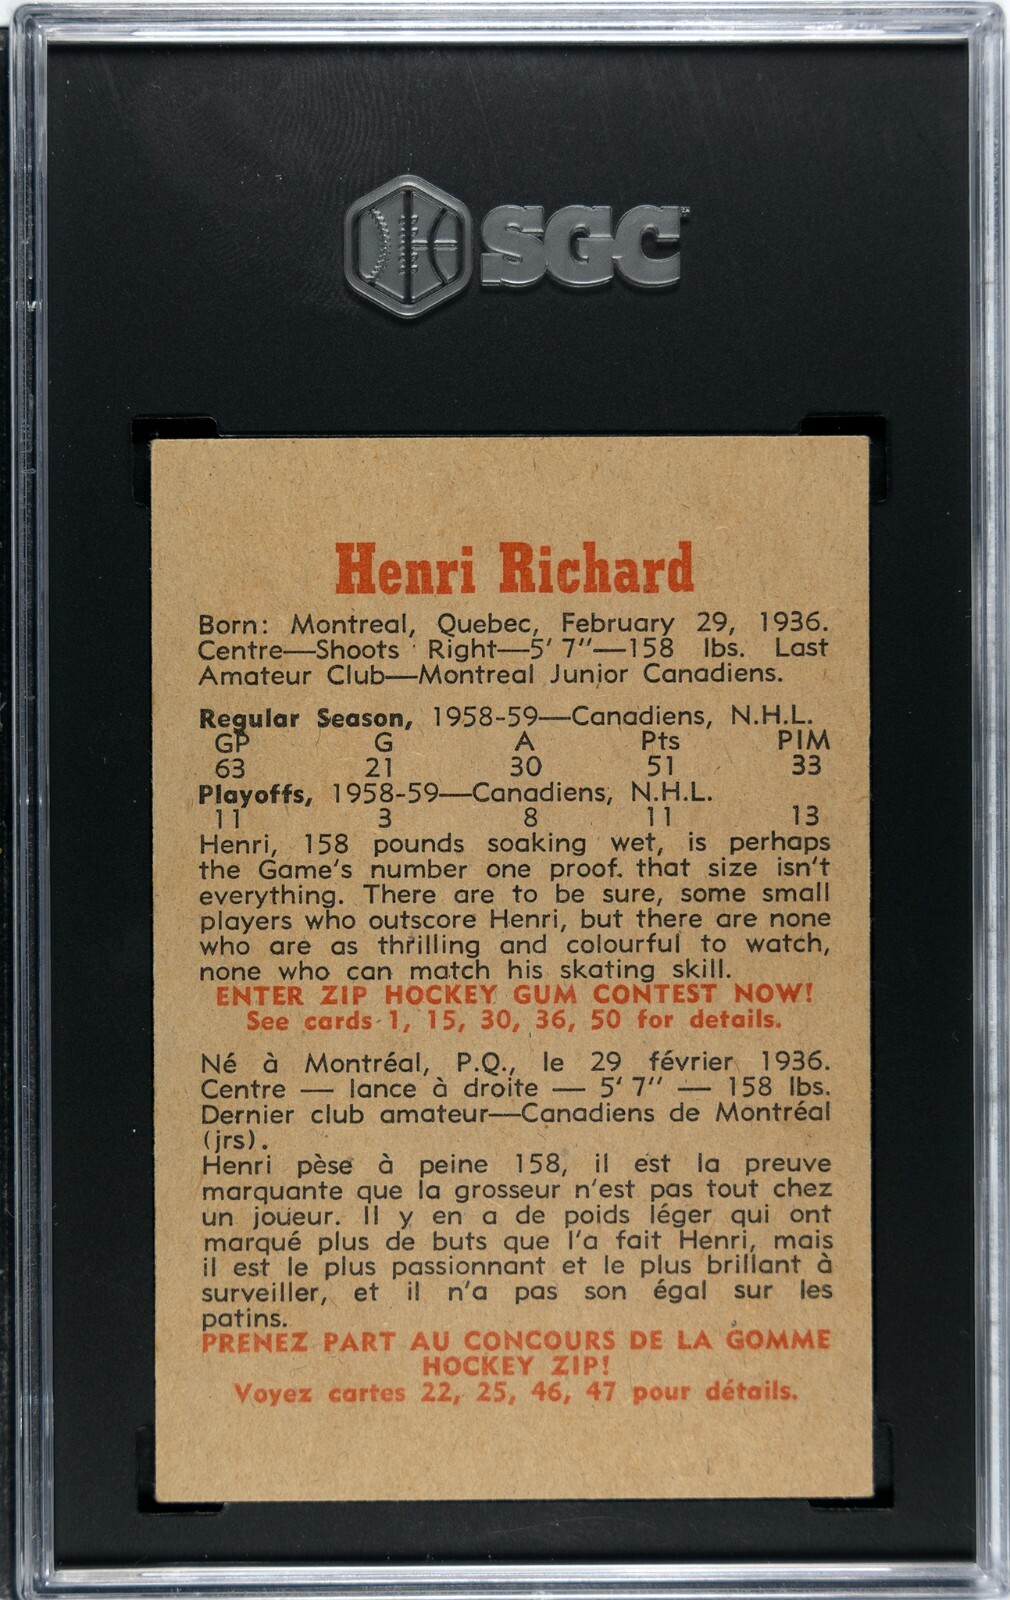 SGC
Henri Richard
Born: Montreal, Quebec, February 29, 1936.
Centre—Shoots Right—5' 7"—158 lbs. Last
Amateur Club—Montreal Junior Canadiens.
Regular Season, 1958-59—Canadiens, N.H.L.
GP G A Pts PIM
63 21 30 51 33
Playoffs, 1958-59—Canadiens, N.H.L.
11 3 8 11 13
Henri, 158 pounds soaking wet, is perhaps
the Game's number one proof. that size isn't
everything. There are to be sure, some small
players who outscore Henri, but there are none
who are as thrilling and colourful to watch,
none who can match his skating skill.
ENTER ZIP HOCKEY GUM CONTEST NOW!
See cards 1, 15, 30, 36, 50 for details.
Né à Montréal, P.Q., le 29 février 1936.
Centre — lance à droite — 5' 7" — 158 lbs.
Dernier club amateur—Canadiens de Montréal
(jrs).
Henri pèse à peine 158, il est la preuve
marquante que la grosseur n'est pas tout chez
un joueur. Il y en a de poids léger qui ont
marqué plus de buts que l'a fait Henri, mais
il est le plus passionnant et le plus brillant à
surveiller, et il n'a pas son égal sur les
patins.
PRENEZ PART AU CONCOURS DE LA GOMME
HOCKEY ZIP!
Voyez cartes 22, 25, 46, 47 pour détails.